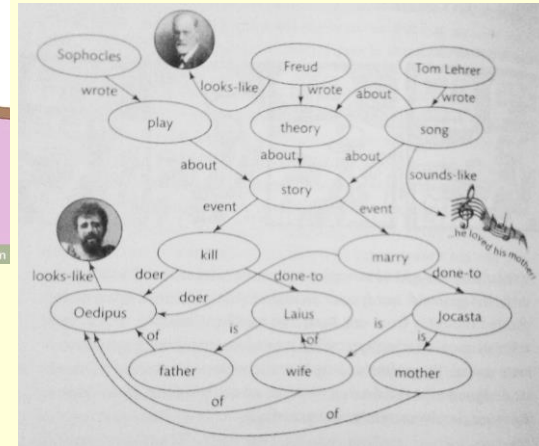 Sophocles
Freud
Tom Lehrer
looks-like
wrote
wrote
about
wrote
play
theory
song
about
about
about
sounds-like
story
event
event
...he loved his mother!
kill
marry
looks-like
doer
done-to
done-to
doer
Oedipus
Laius
Jocasta
of
is
of
is
is
father
wife
mother
of
of